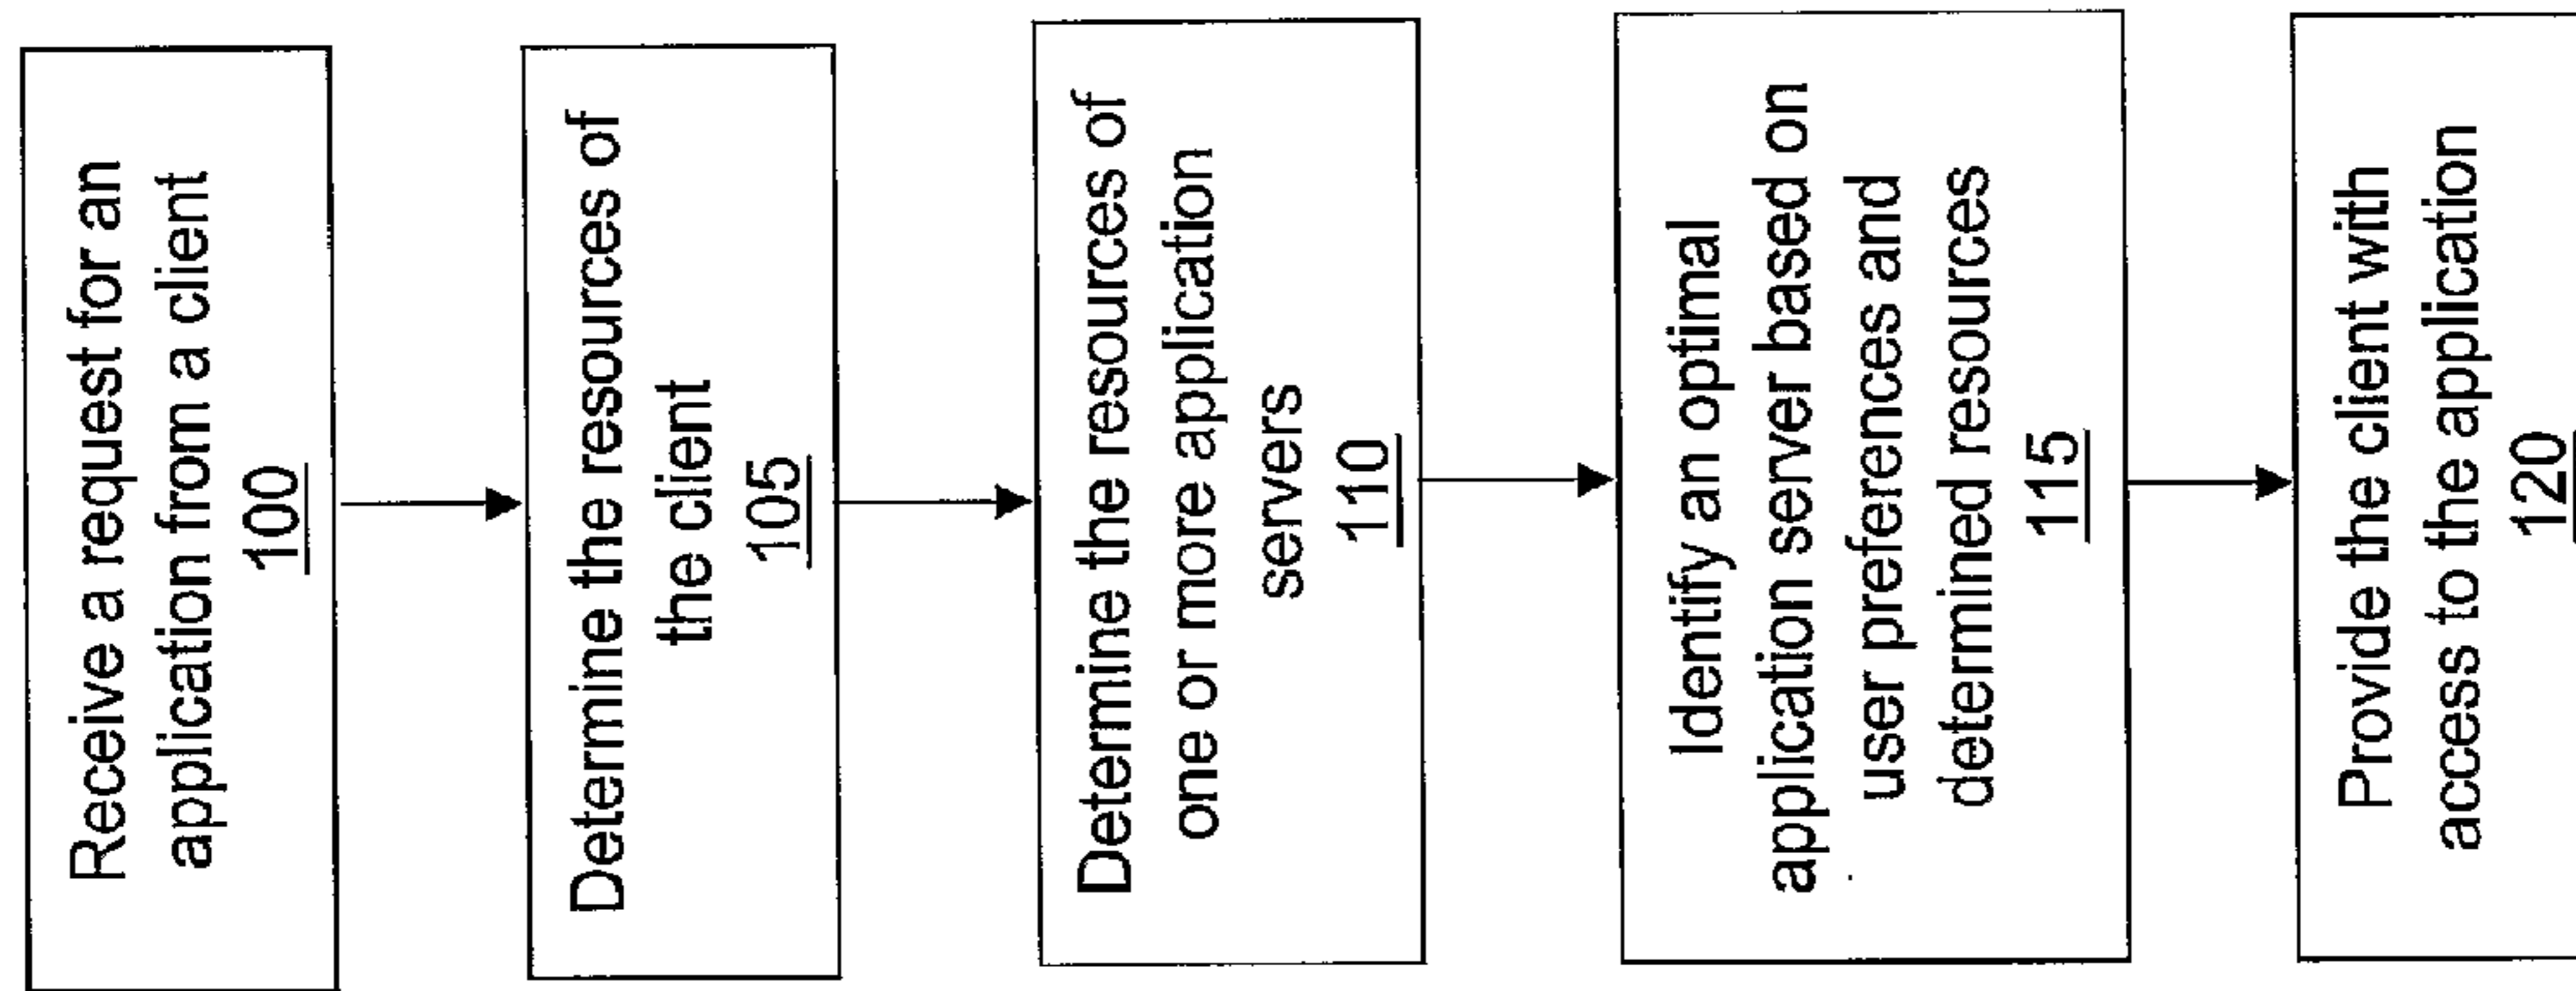 Receive a request for an
application from a client
100
Determine the resources of
the client
105
Determine the resources of
one or more application
servers
110
Identify an optimal
application server based on
user preferences and
determined resources
115
Provide the client with
access to the application
120